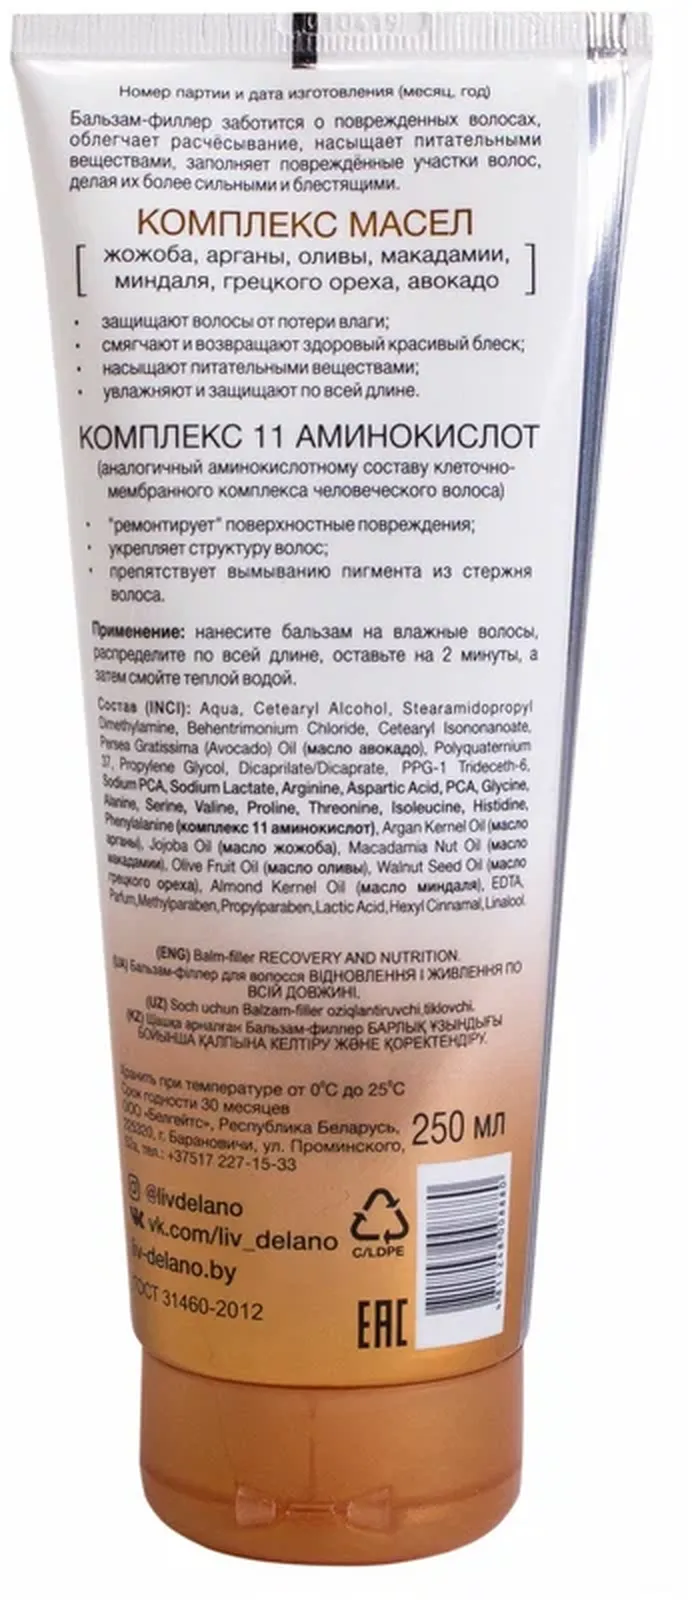 Номер партии и дата изготовления (месяц, год)
Бальзам-филлер заботится о поврежденных волосах,
облегчает расчёсывание, насыщает питательными
веществами, заполняет повреждённые участки волос,
делая их более сильными и блестящими.
КОМПЛЕКС МАСЕЛ
[ жожоба, арганы, оливы, макадамии,
миндаля, грецкого ореха, авокадо ]
• защищают волосы от потери влаги;
• смягчают и возвращают здоровый красивый блеск;
• насыщают питательными веществами;
• увлажняют и защищают по всей длине.
КОМПЛЕКС 11 АМИНОКИСЛОТ
(аналогичный аминокислотному составу клеточно-
мембранного комплекса человеческого волоса)
• "ремонтирует" поверхностные повреждения;
• укрепляет структуру волос;
• препятствует вымыванию пигмента из стержня
волоса.
Применение: нанесите бальзам на влажные волосы,
распределите по всей длине, оставьте на 2 минуты, а
затем смойте теплой водой.
Состав (INCI): Aqua, Cetearyl Alcohol, Stearamidopropyl
Dimethylamine, Behentrimonium Chloride, Cetearyl Isononanoate,
Persea Gratissima (Avocado) Oil (масло авокадо), Polyquaternium
37, Propylene Glycol, Dicaprilate/Dicaprate, PPG-1 Trideceth-6,
Sodium PCA, Sodium Lactate, Arginine, Aspartic Acid, PCA, Glycine,
Alanine, Serine, Valine, Proline, Threonine, Isoleucine, Histidine,
Phenylalanine (комплекс 11 аминокислот), Argan Kernel Oil (масло
арганы), Jojoba Oil (масло жожоба), Macadamia Nut Oil (масло
макадамии), Olive Fruit Oil (масло оливы), Walnut Seed Oil (масло
грецкого ореха), Almond Kernel Oil (масло миндаля), EDTA,
Parfum, Methylparaben, Propylparaben, Lactic Acid, Hexyl Cinnamal, Linalool.
(ENG) Balm-filler RECOVERY AND NUTRITION.
(UA) Бальзам-філлер для волосся ВІДНОВЛЕННЯ І ЖИВЛЕННЯ ПО
ВСІЙ ДОВЖИНІ.
(UZ) Soch uchun Balzam-filler oziqlantiruvchi, tiklovchi.
(KZ) Шашқа арналған Бальзам-филлер БАРЛЫҚ ҰЗЫНДЫҒЫ
БОЙЫНША ҚАЛПЫНА КЕЛТІРУ ЖӘНЕ ҚОРЕКТЕНДІРУ.
Хранить при температуре от 0°С до 25°С
Срок годности 30 месяцев
ООО «Белгейтс», Республика Беларусь,
225320, г. Барановичи, ул. Проминского,
82а, тел.: +37517 227-15-33
250 мл
@livdelano
vk.com/liv_delano
liv-delano.by
ГОСТ 31460-2012
C/LDPE
EAC